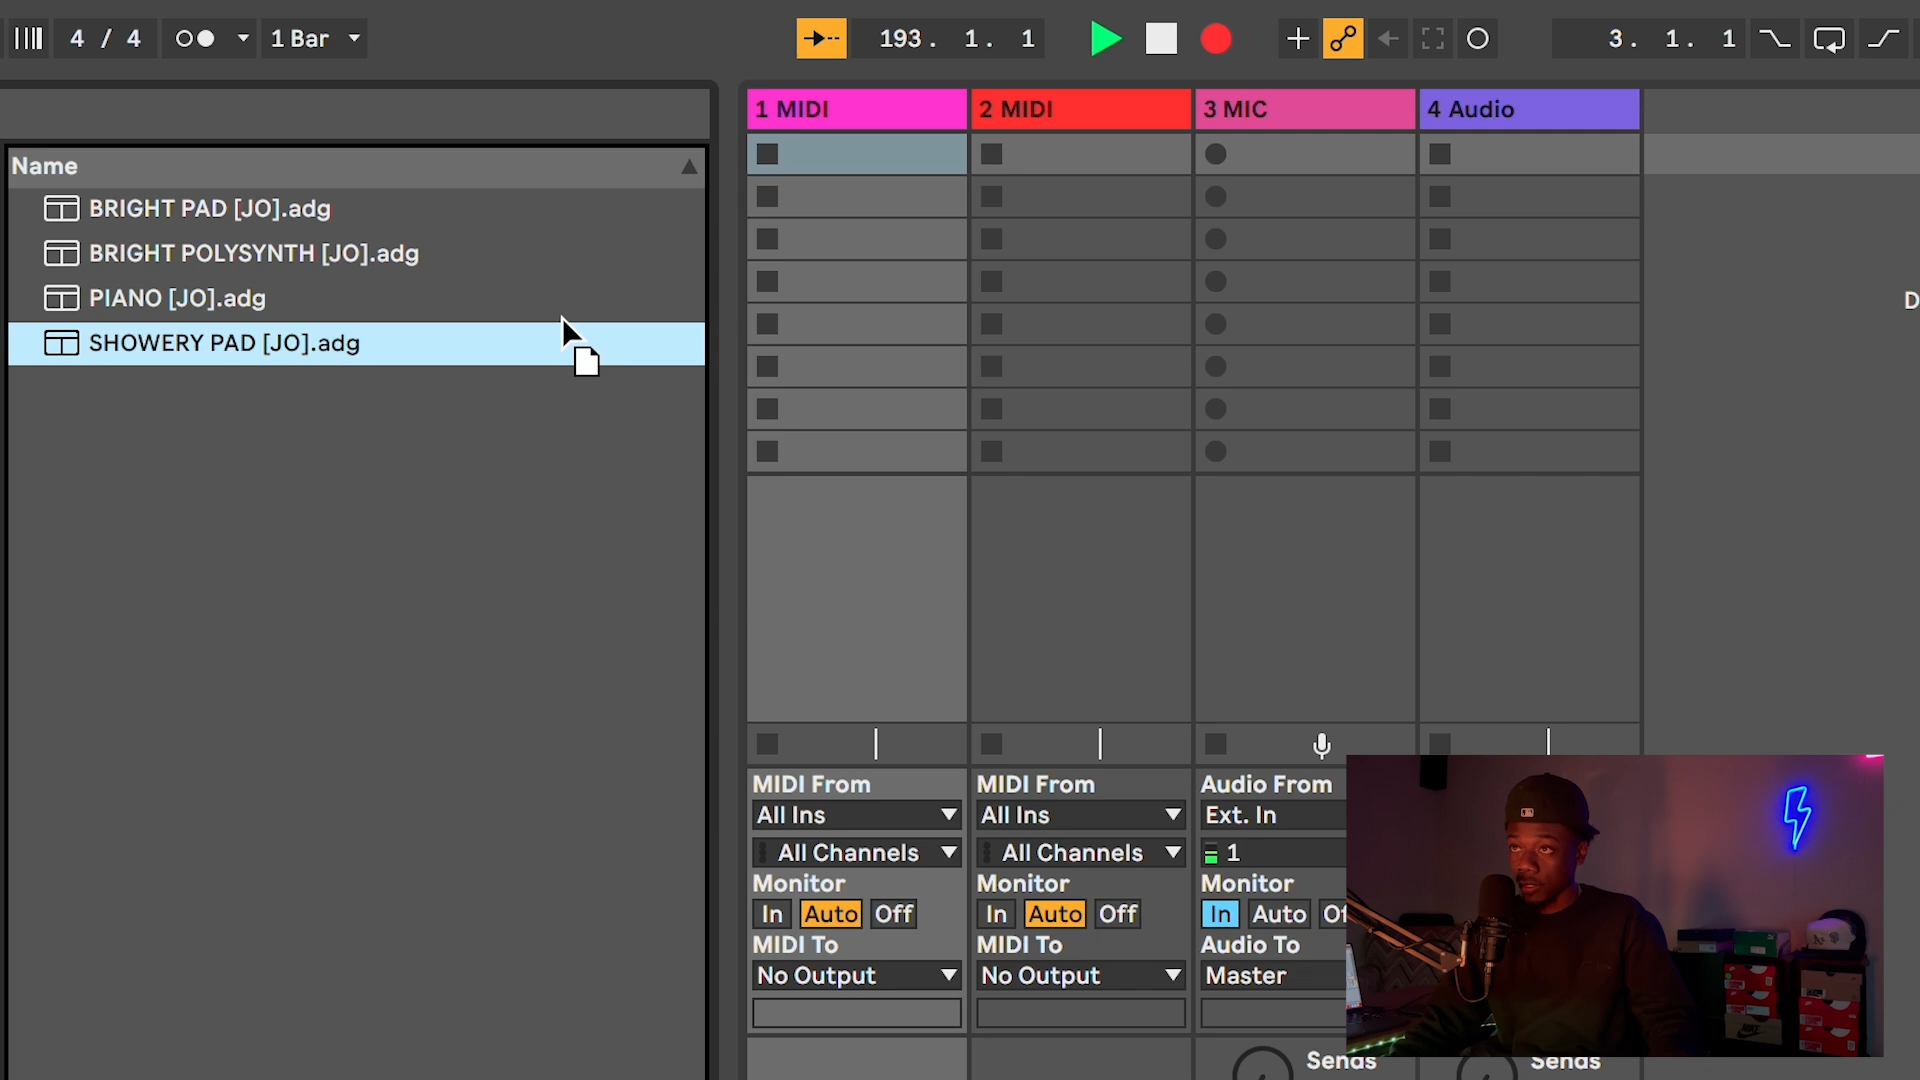 4 / 4
1 Bar
193. 1. 1
3. 1. 1
1 MIDI
2 MIDI
3 MIC
4 Audio
Name
BRIGHT PAD [JO].adg
BRIGHT POLYSYNTH [JO].adg
PIANO [JO].adg
SHOWERY PAD [JO].adg
D
MIDI From
All Ins
All Channels
Monitor
In Auto Off
MIDI To
No Output
MIDI From
All Ins
All Channels
Monitor
In Auto Off
MIDI To
No Output
Audio From
Ext. In
1
Monitor
In Auto Of
Audio To
Master
Sends
Sends